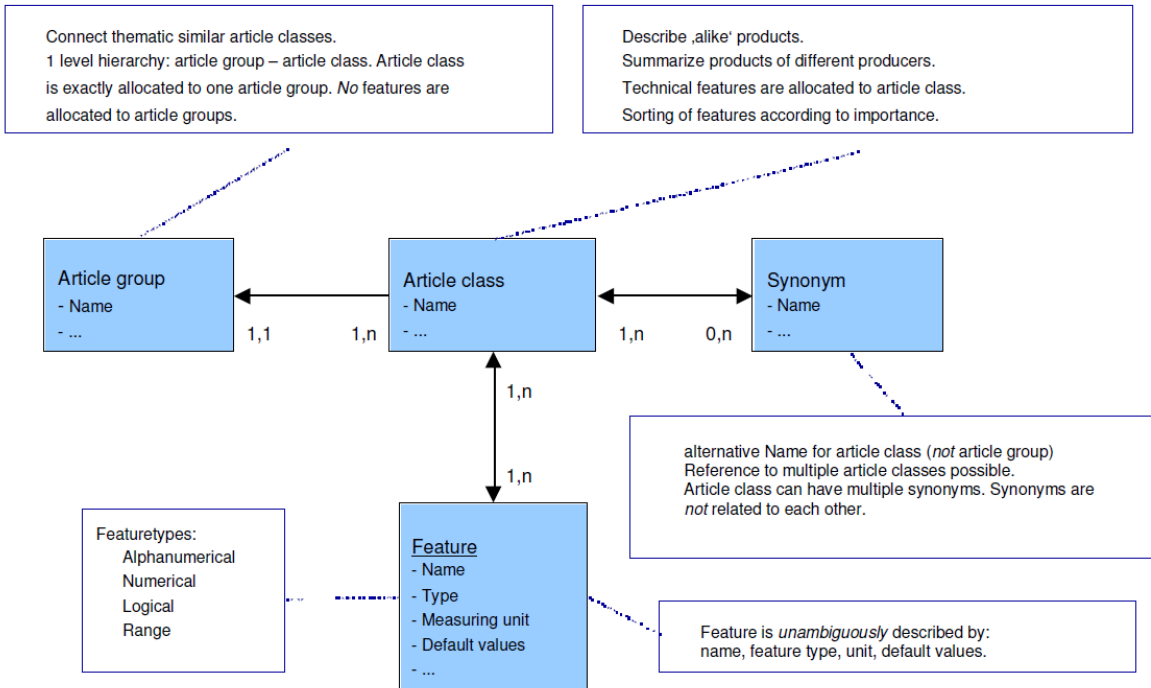 Connect thematic similar article classes.
1 level hierarchy: article group – article class. Article class
is exactly allocated to one article group. No features are
allocated to article groups.
Describe ‚alike‘ products.
Summarize products of different producers.
Technical features are allocated to article class.
Sorting of features according to importance.
Article group
- Name
- ...
1,1
1,n
Article class
- Name
- ...
1,n
0,n
Synonym
- Name
- ...
1,n
1,n
alternative Name for article class (not article group)
Reference to multiple article classes possible.
Article class can have multiple synonyms. Synonyms are
not related to each other.
Featuretypes:
Alphanumerical
Numerical
Logical
Range
Feature
- Name
- Type
- Measuring unit
- Default values
- ...
Feature is unambiguously described by:
name, feature type, unit, default values.